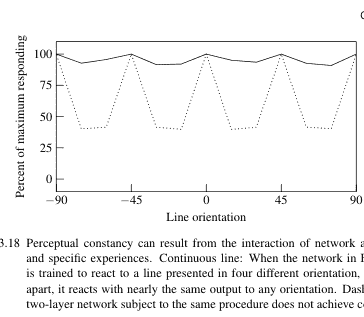 Percent of maximum responding
100
75
50
25
0
−90 −45 0 45 90
Line orientation
3.18 Perceptual constancy can result from the interaction of network
and specific experiences. Continuous line: When the network in
is trained to react to a line presented in four different orientation,
apart, it reacts with nearly the same output to any orientation.
two-layer network subject to the same procedure does not achieve